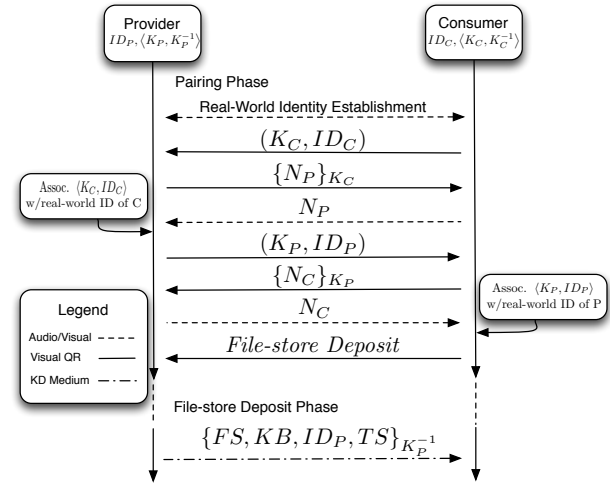 Provider
ID_P, ⟨K_P, K_P^{-1}⟩
Consumer
ID_C, ⟨K_C, K_C^{-1}⟩
Pairing Phase
Real-World Identity Establishment
(K_C, ID_C)
{N_P}_{K_C}
Assoc. ⟨K_C, ID_C⟩
w/real-world ID of C
N_P
(K_P, ID_P)
{N_C}_{K_P}
Assoc. ⟨K_P, ID_P⟩
w/real-world ID of P
N_C
File-store Deposit
Legend
Audio/Visual
Visual QR
KD Medium
File-store Deposit Phase
{FS, KB, ID_P, TS}_{K_P^{-1}}